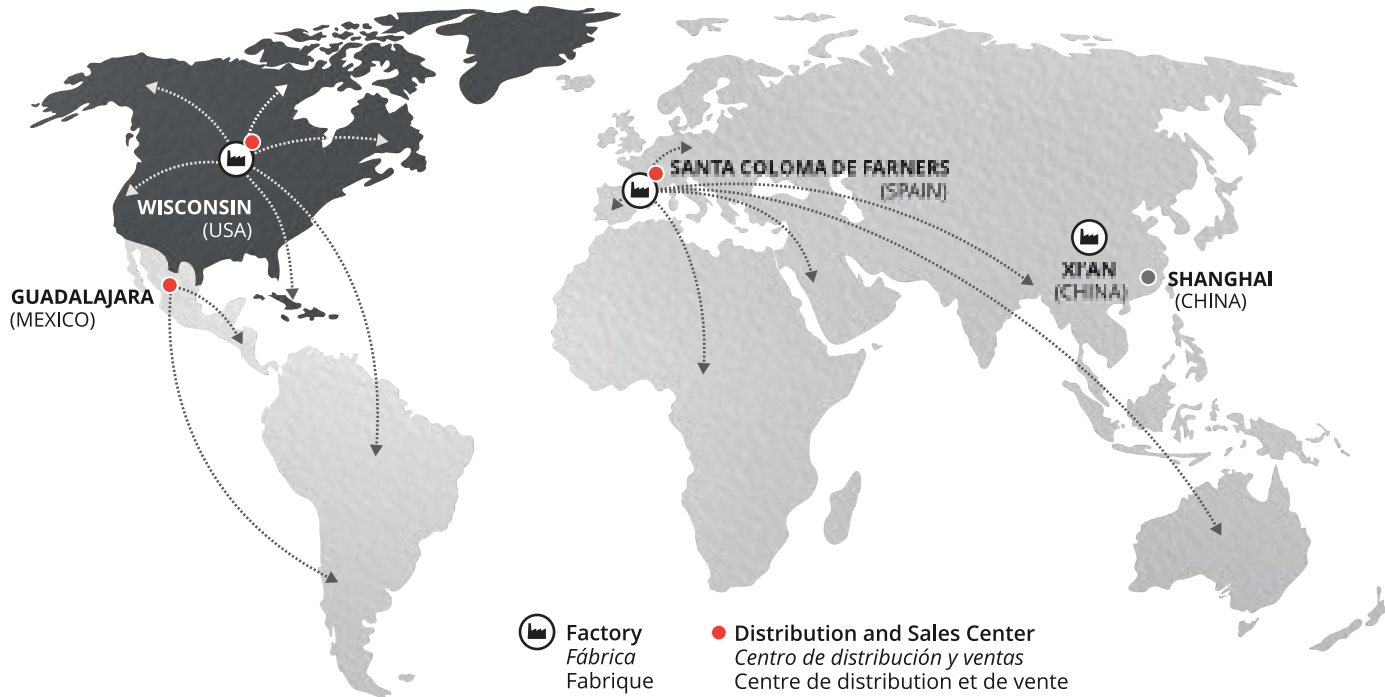 SANTA COLOMA DE FARNERS
(SPAIN)
WISCONSIN
(USA)
XI'AN
(CHINA)
SHANGHAI
(CHINA)
GUADALAJARA
(MEXICO)
Factory
Fábrica
Fabrique
Distribution and Sales Center
Centro de distribución y ventas
Centre de distribution et de vente